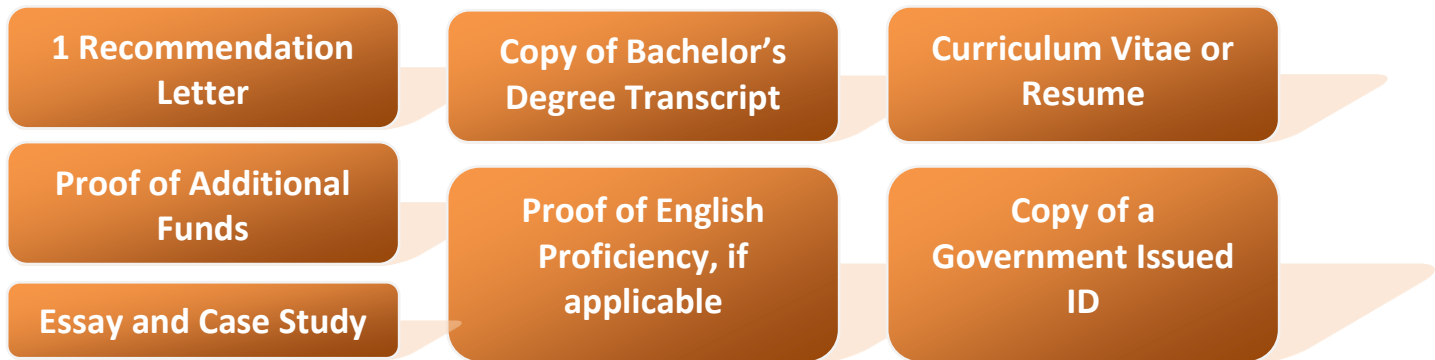 1 Recommendation
Letter
Copy of Bachelor’s
Degree Transcript
Curriculum Vitae or
Resume
Proof of Additional
Funds
Proof of English
Proficiency, if
applicable
Copy of a
Government Issued
ID
Essay and Case Study